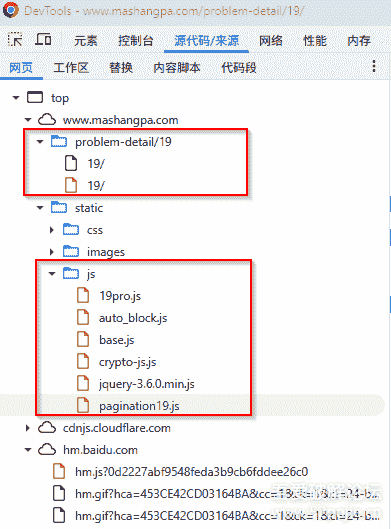 DevTools - www.mashangpa.com/problem-detail/19/
元素 控制台 源代码/来源 网络 性能 内存
网页 工作区 替换 内容脚本 代码段
top
www.mashangpa.com
problem-detail/19
19/
19/
static
css
images
js
19pro.js
auto_block.js
base.js
crypto-js.js
jquery-3.6.0.min.js
pagination19.js
cdnjs.cloudflare.com
hm.baidu.com
hm.js?0d2227abf9548feda3b9cb6fddee26c0
hm.gif?hca=453CE42CD03164BA&cc=1&ck=1&cl=24-b...
hm.gif?hca=453CE42CD03164BA&cc=1&ck=1&cl=24-b...